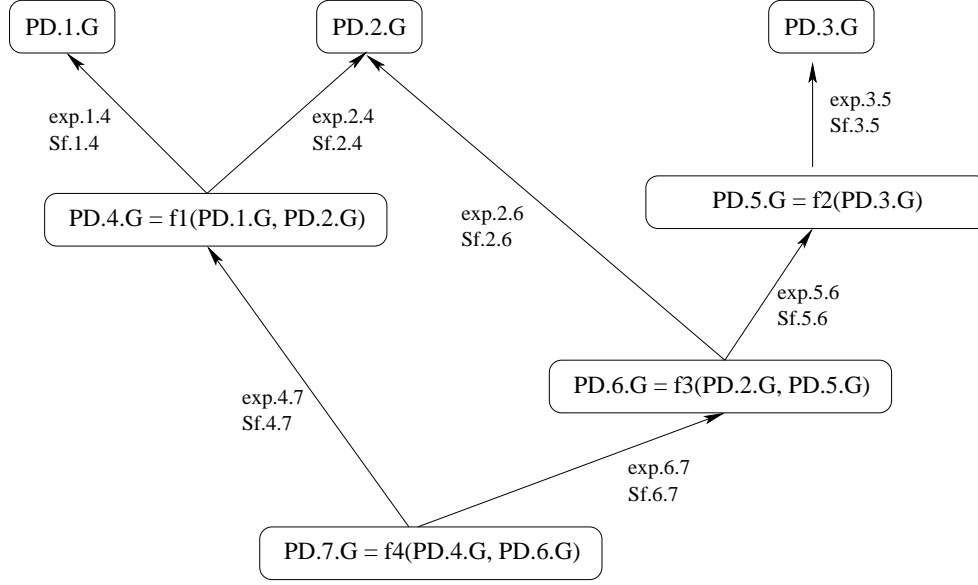 PD.1.G
PD.2.G
PD.3.G
exp.1.4
Sf.1.4
exp.2.4
Sf.2.4
exp.3.5
Sf.3.5
PD.4.G = f1(PD.1.G, PD.2.G)
PD.5.G = f2(PD.3.G)
exp.2.6
Sf.2.6
exp.5.6
Sf.5.6
PD.6.G = f3(PD.2.G, PD.5.G)
exp.4.7
Sf.4.7
exp.6.7
Sf.6.7
PD.7.G = f4(PD.4.G, PD.6.G)